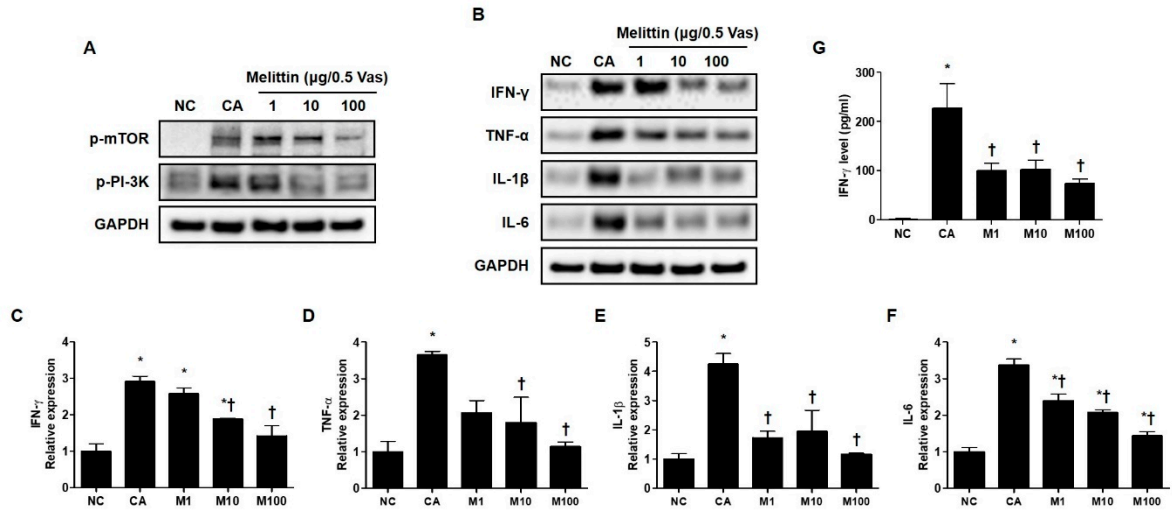 A
Melittin (µg/0.5 Vas)
NC CA 1 10 100
p-mTOR
p-PI-3K
GAPDH
B
Melittin (µg/0.5 Vas)
NC CA 1 10 100
IFN-γ
TNF-α
IL-1β
IL-6
GAPDH
G
IFN-γ level (pg/ml)
300
200
100
0
*
†
†
†
NC CA M1 M10 M100
C
IFN-γ
Relative expression
4
3
2
1
0
*
*
*†
†
NC CA M1 M10 M100
D
TNF-α
Relative expression
4
3
2
1
0
*
†
†
NC CA M1 M10 M100
E
IL-1β
Relative expression
5
4
3
2
1
0
*
†
†
†
NC CA M1 M10 M100
F
IL-6
Relative expression
4
3
2
1
0
*
*†
*†
*†
NC CA M1 M10 M100